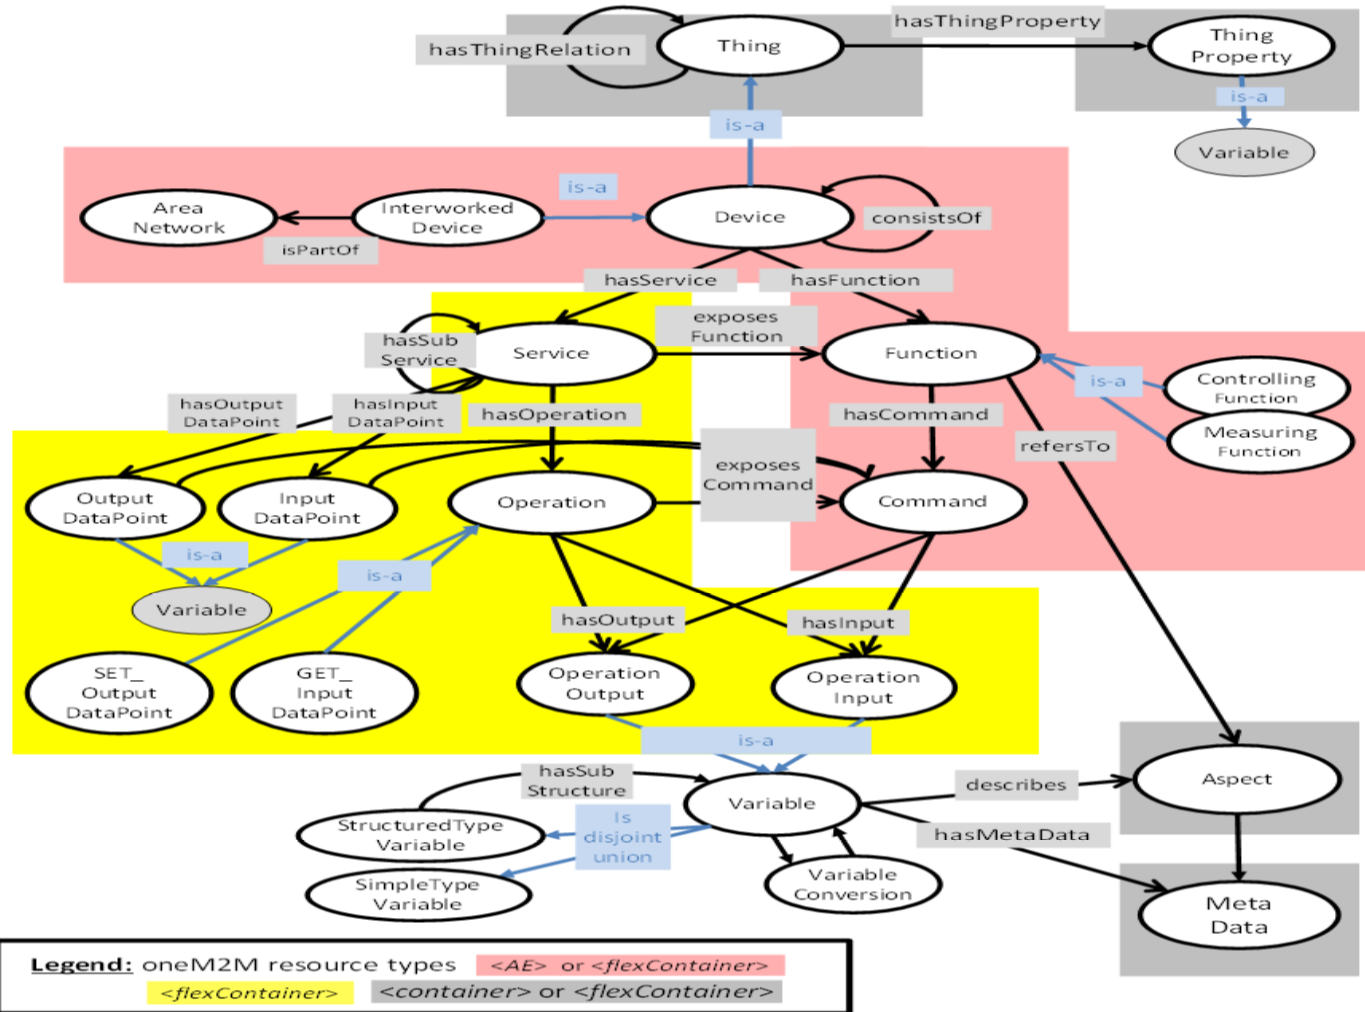 hasThingProperty
hasThingRelation
Thing
Thing
Property
is-a
is-a
Variable
is-a
Area
Network
Interworked
Device
Device
consistsOf
isPartOf
hasService
hasFunction
exposes
Function
hasSub
Service
Service
Function
is-a
Controlling
Function
hasOutput
DataPoint
hasInput
DataPoint
hasOperation
hasCommand
Measuring
Function
refersTo
exposes
Command
Output
DataPoint
Input
DataPoint
Operation
Command
is-a
is-a
Variable
hasOutput
hasInput
SET_
Output
DataPoint
GET_
Input
DataPoint
Operation
Output
Operation
Input
is-a
hasSub
Structure
Variable
describes
Aspect
StructuredType
Variable
Is
disjoint
union
hasMetaData
SimpleType
Variable
Variable
Conversion
Meta
Data
Legend: oneM2M resource types <AE> or <flexContainer>
<flexContainer> <container> or <flexContainer>